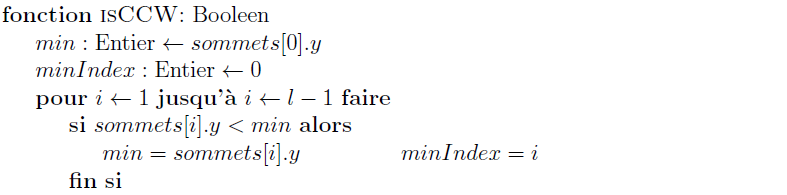 fonction ISCCW: Booleen
min : Entier ← sommets[0].y
minIndex : Entier ← 0
pour i ← 1 jusqu'à i ← l − 1 faire
si sommets[i].y < min alors
min = sommets[i].y minIndex = i
fin si